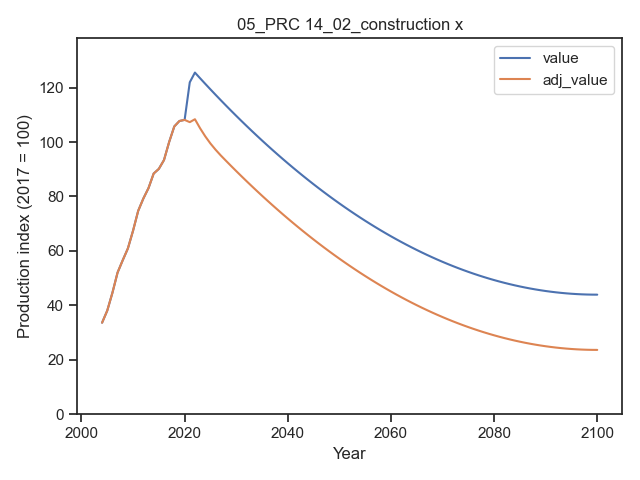 05_PRC 14_02_construction x
value
adj_value
Production index (2017 = 100)
120
100
80
60
40
20
0
2000
2020
2040
2060
2080
2100
Year